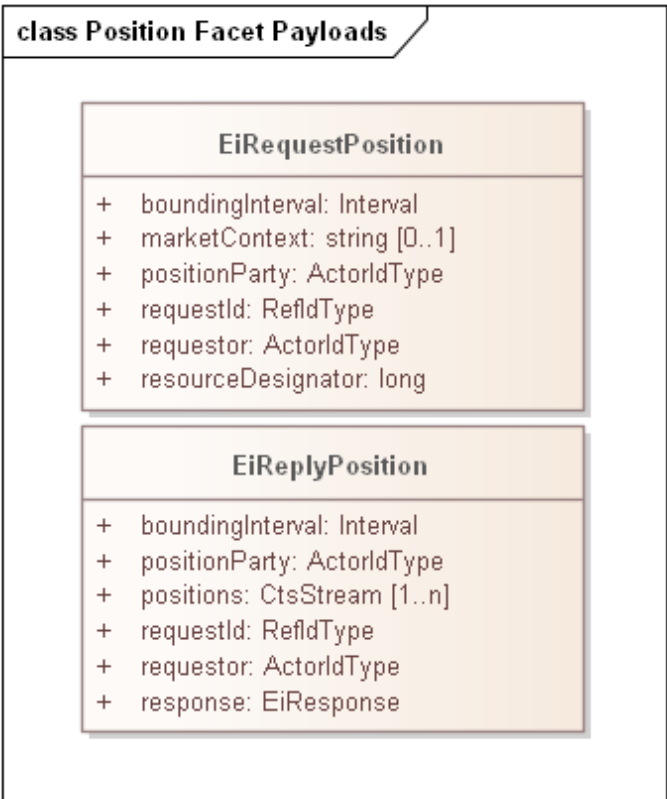 class Position Facet Payloads
EiRequestPosition
+ boundingInterval: Interval
+ marketContext: string [0..1]
+ positionParty: ActorIdType
+ requestId: RefIdType
+ requestor: ActorIdType
+ resourceDesignator: long
EiReplyPosition
+ boundingInterval: Interval
+ positionParty: ActorIdType
+ positions: CtsStream [1..n]
+ requestId: RefIdType
+ requestor: ActorIdType
+ response: EiResponse